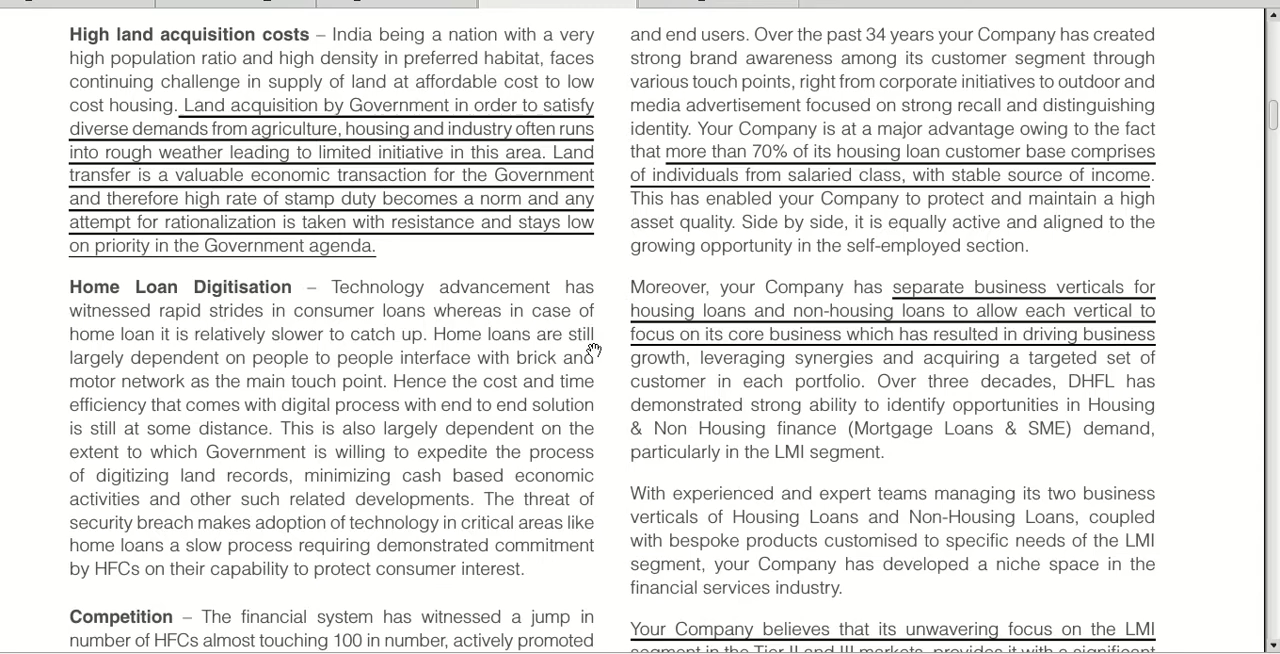 High land acquisition costs – India being a nation with a very
high population ratio and high density in preferred habitat, faces
continuing challenge in supply of land at affordable cost to low
cost housing. Land acquisition by Government in order to satisfy
diverse demands from agriculture, housing and industry often runs
into rough weather leading to limited initiative in this area. Land
transfer is a valuable economic transaction for the Government
and therefore high rate of stamp duty becomes a norm and any
attempt for rationalization is taken with resistance and stays low
on priority in the Government agenda.
Home Loan Digitisation – Technology advancement has
witnessed rapid strides in consumer loans whereas in case of
home loan it is relatively slower to catch up. Home loans are still
largely dependent on people to people interface with brick and
motor network as the main touch point. Hence the cost and time
efficiency that comes with digital process with end to end solution
is still at some distance. This is also largely dependent on the
extent to which Government is willing to expedite the process
of digitizing land records, minimizing cash based economic
activities and other such related developments. The threat of
security breach makes adoption of technology in critical areas like
home loans a slow process requiring demonstrated commitment
by HFCs on their capability to protect consumer interest.
Competition – The financial system has witnessed a jump in
number of HFCs almost touching 100 in number, actively promoted
and end users. Over the past 34 years your Company has created
strong brand awareness among its customer segment through
various touch points, right from corporate initiatives to outdoor and
media advertisement focused on strong recall and distinguishing
identity. Your Company is at a major advantage owing to the fact
that more than 70% of its housing loan customer base comprises
of individuals from salaried class, with stable source of income.
This has enabled your Company to protect and maintain a high
asset quality. Side by side, it is equally active and aligned to the
growing opportunity in the self-employed section.
Moreover, your Company has separate business verticals for
housing loans and non-housing loans to allow each vertical to
focus on its core business which has resulted in driving business
growth, leveraging synergies and acquiring a targeted set of
customer in each portfolio. Over three decades, DHFL has
demonstrated strong ability to identify opportunities in Housing
& Non Housing finance (Mortgage Loans & SME) demand,
particularly in the LMI segment.
With experienced and expert teams managing its two business
verticals of Housing Loans and Non-Housing Loans, coupled
with bespoke products customised to specific needs of the LMI
segment, your Company has developed a niche space in the
financial services industry.
Your Company believes that its unwavering focus on the LMI
segment in the Tier II and III markets, provides it with a significant